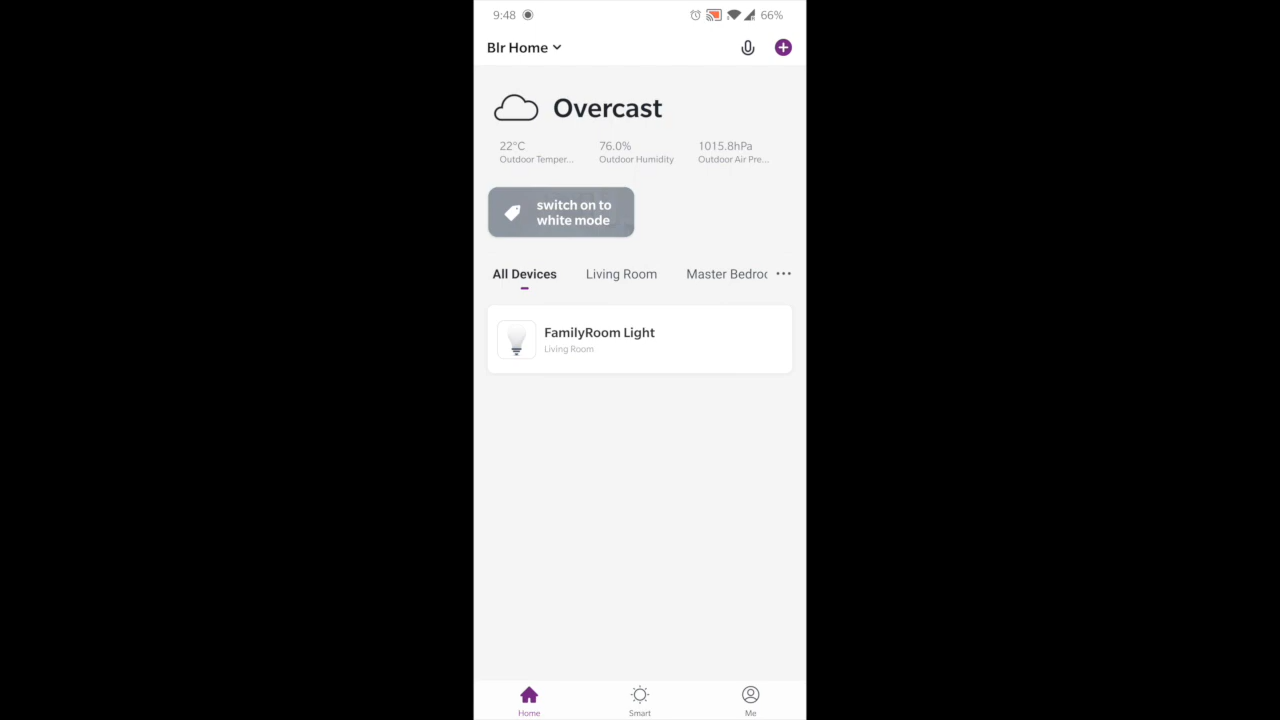 9:48 66%
Blr Home
Overcast
22°C 76.0% 1015.8hPa
Outdoor Temper... Outdoor Humidity Outdoor Air Pre...
switch on to
white mode
All Devices Living Room Master Bedroo ...
FamilyRoom Light
Living Room
Home Smart Me